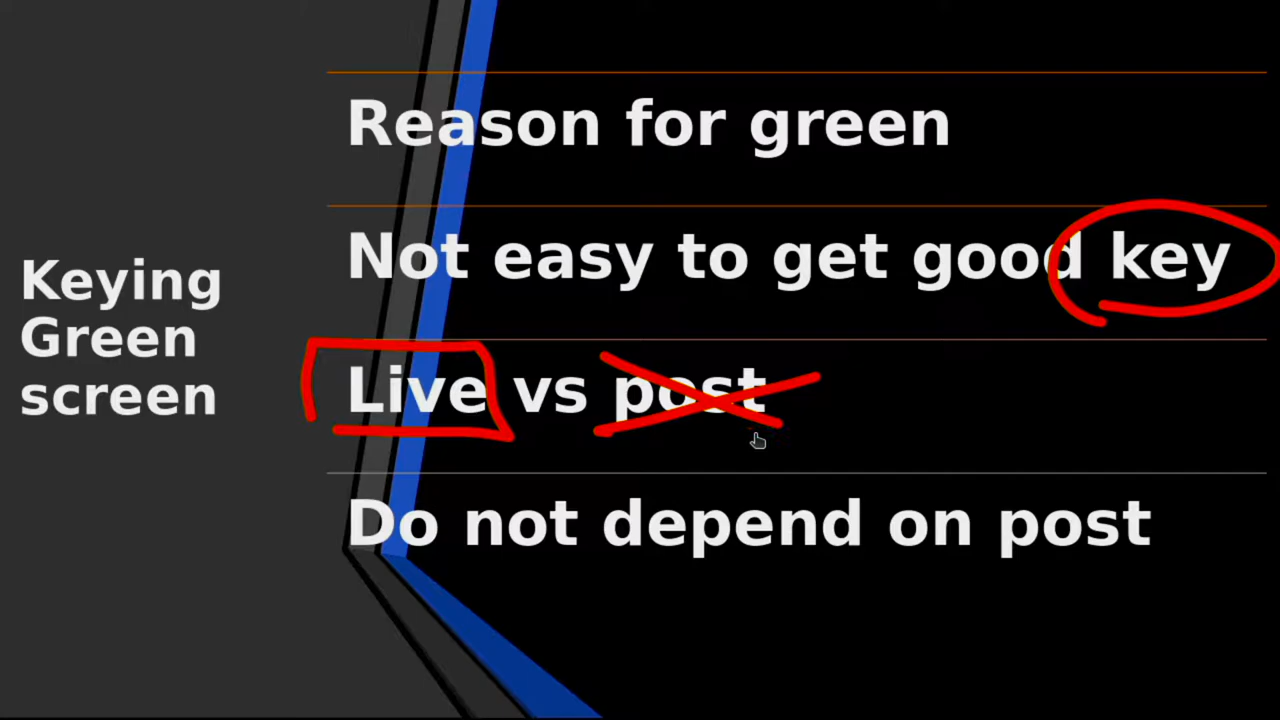 Keying
Green
screen
Reason for green
Not easy to get good key
Live vs post
Do not depend on post